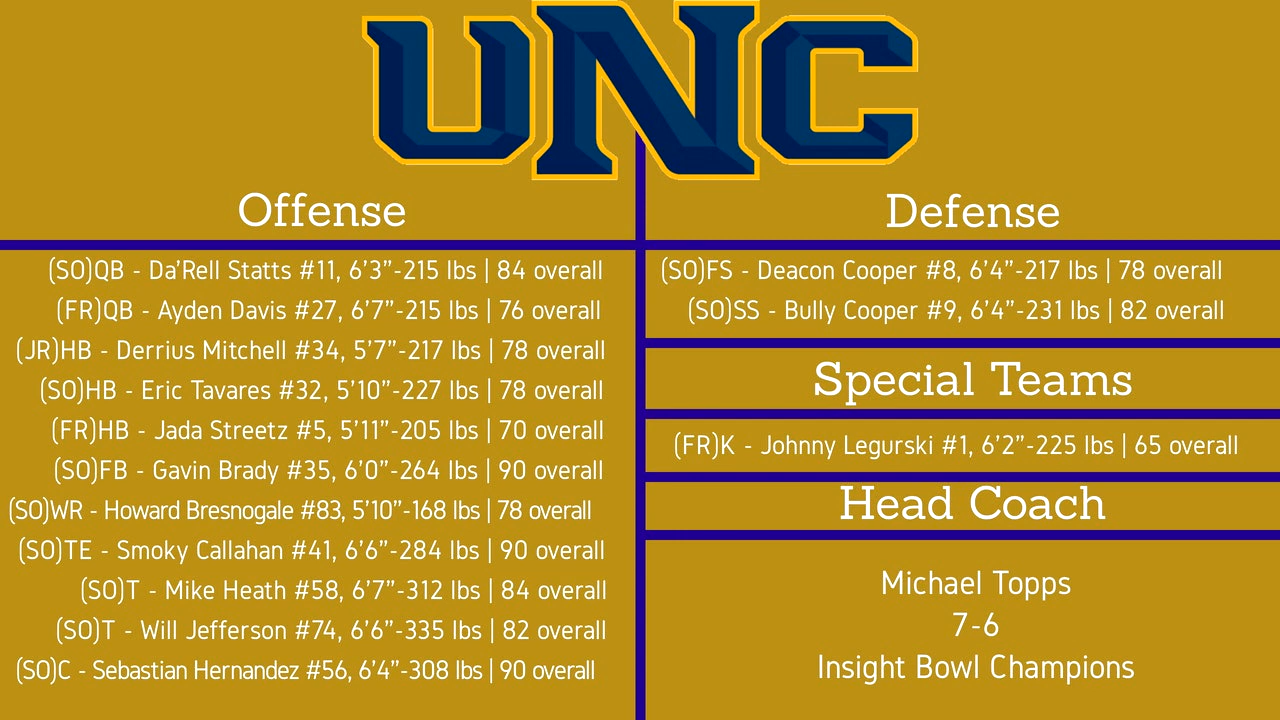 UNC
Offense
(SO)QB - Da'Rell Statts #11, 6'3”-215 lbs | 84 overall
(FR)QB - Ayden Davis #27, 6'7”-215 lbs | 76 overall
(JR)HB - Derrius Mitchell #34, 5'7”-217 lbs | 78 overall
(SO)HB - Eric Tavares #32, 5'10”-227 lbs | 78 overall
(FR)HB - Jada Streetz #5, 5'11”-205 lbs | 70 overall
(SO)FB - Gavin Brady #35, 6'0”-264 lbs | 90 overall
(SO)WR - Howard Bresnogale #83, 5'10”-168 lbs | 78 overall
(SO)TE - Smoky Callahan #41, 6'6”-284 lbs | 90 overall
(SO)T - Mike Heath #58, 6'7”-312 lbs | 84 overall
(SO)T - Will Jefferson #74, 6'6”-335 lbs | 82 overall
(SO)C - Sebastian Hernandez #56, 6'4”-308 lbs | 90 overall
Defense
(SO)FS - Deacon Cooper #8, 6'4”-217 lbs | 78 overall
(SO)SS - Bully Cooper #9, 6'4”-231 lbs | 82 overall
Special Teams
(FR)K - Johnny Legurski #1, 6'2”-225 lbs | 65 overall
Head Coach
Michael Topps
7-6
Insight Bowl Champions